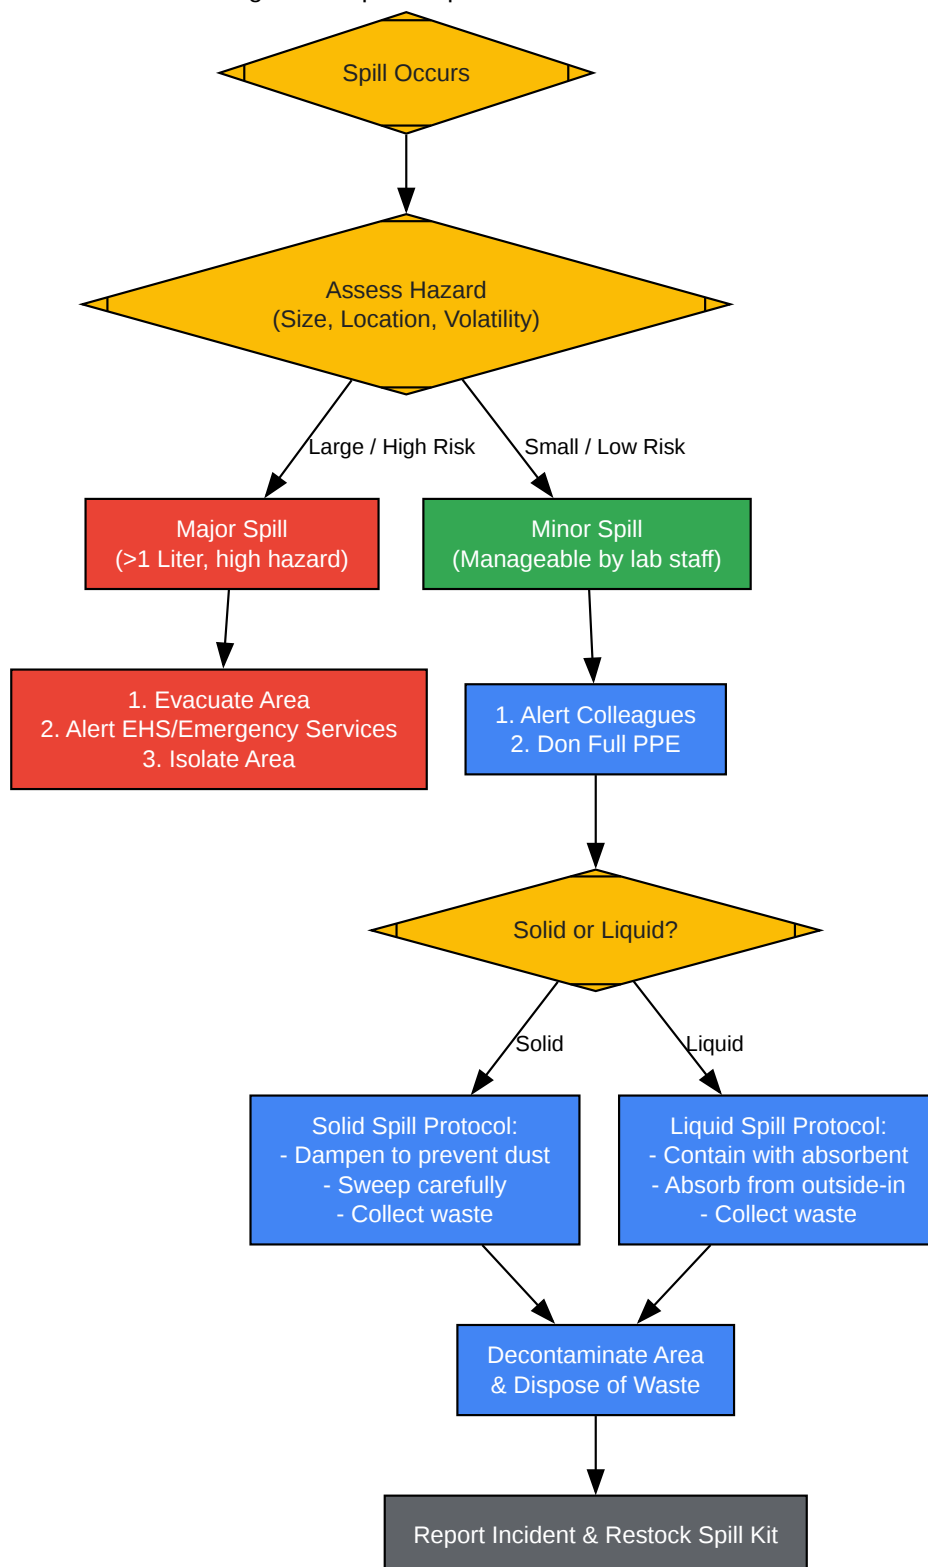 Spill Occurs
Assess Hazard
(Size, Location, Volatility)
Large / High Risk
Small / Low Risk
Major Spill
(>1 Liter, high hazard)
Minor Spill
(Manageable by lab staff)
1. Evacuate Area
2. Alert EHS/Emergency Services
3. Isolate Area
1. Alert Colleagues
2. Don Full PPE
Solid or Liquid?
Solid
Liquid
Solid Spill Protocol:
- Dampen to prevent dust
- Sweep carefully
- Collect waste
Liquid Spill Protocol:
- Contain with absorbent
- Absorb from outside-in
- Collect waste
Decontaminate Area
& Dispose of Waste
Report Incident & Restock Spill Kit